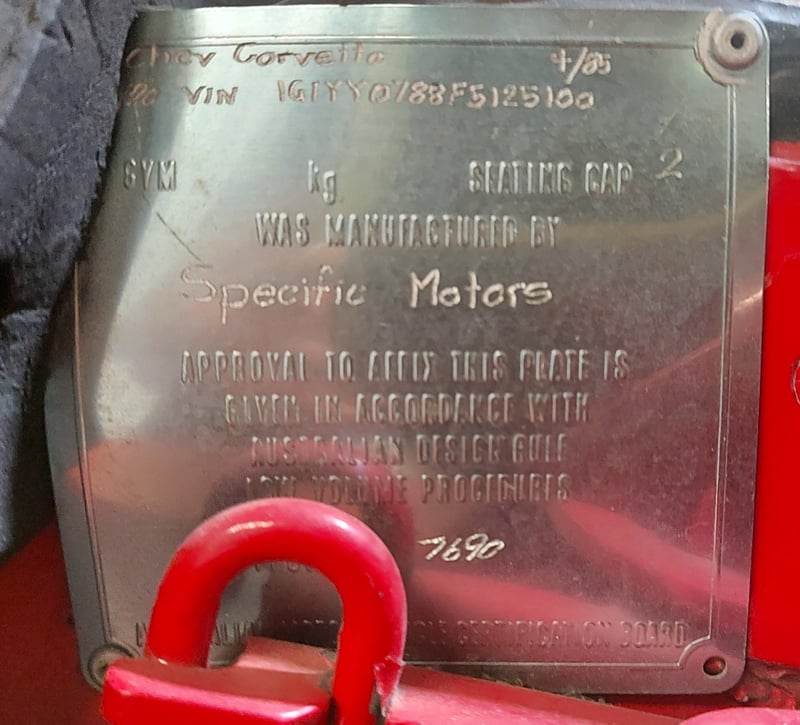 Chev Corvette 4/85
VIN 1G1YY0788F5125100
GVM kg SEATING CAP 2
WAS MANUFACTURED BY
Specific Motors
APPROVAL TO AFFIX THIS PLATE IS
GIVEN IN ACCORDANCE WITH
AUSTRALIAN DESIGN RULE
LOW VOLUME PROCEDURES
7690
CERTIFICATION BOARD